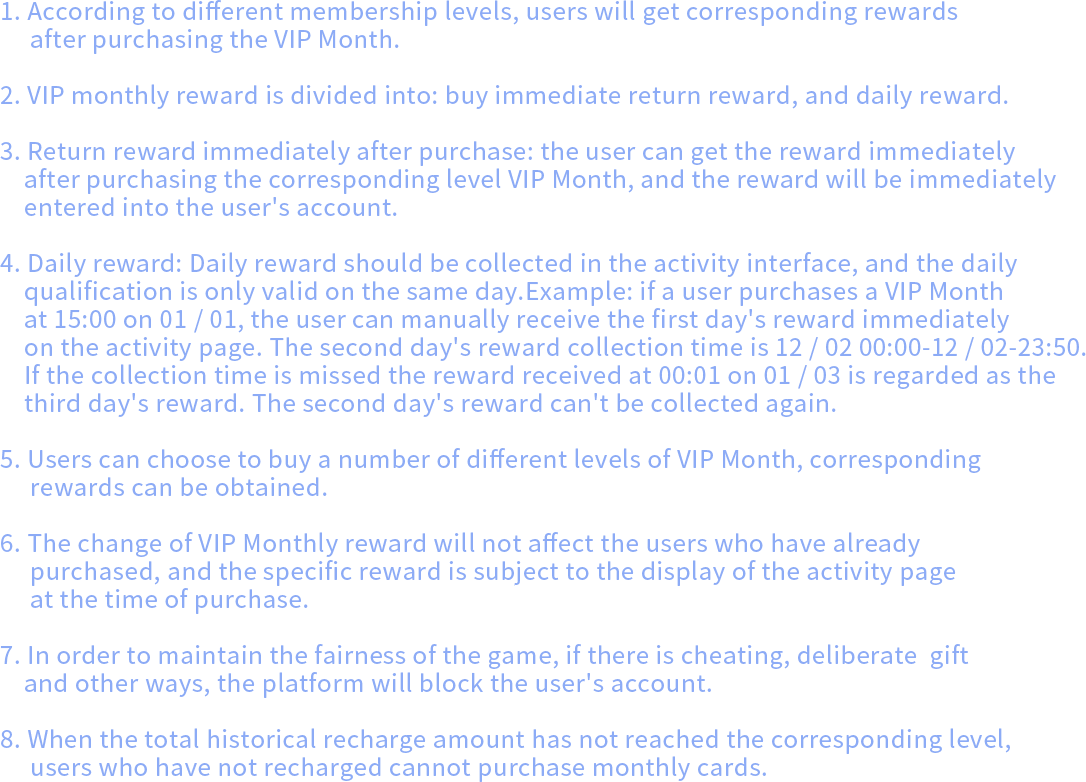 1. According to different membership levels, users will get corresponding rewards
after purchasing the VIP Month.
2. VIP monthly reward is divided into: buy immediate return reward, and daily reward.
3. Return reward immediately after purchase: the user can get the reward immediately
after purchasing the corresponding level VIP Month, and the reward will be immediately
entered into the user's account.
4. Daily reward: Daily reward should be collected in the activity interface, and the daily
qualification is only valid on the same day.Example: if a user purchases a VIP Month
at 15:00 on 01 / 01, the user can manually receive the first day's reward immediately
on the activity page. The second day's reward collection time is 12 / 02 00:00-12 / 02-23:50.
If the collection time is missed the reward received at 00:01 on 01 / 03 is regarded as the
third day's reward. The second day's reward can't be collected again.
5. Users can choose to buy a number of different levels of VIP Month, corresponding
rewards can be obtained.
6. The change of VIP Monthly reward will not affect the users who have already
purchased, and the specific reward is subject to the display of the activity page
at the time of purchase.
7. In order to maintain the fairness of the game, if there is cheating, deliberate  gift
and other ways, the platform will block the user's account.
8. When the total historical recharge amount has not reached the corresponding level,
users who have not recharged cannot purchase monthly cards.